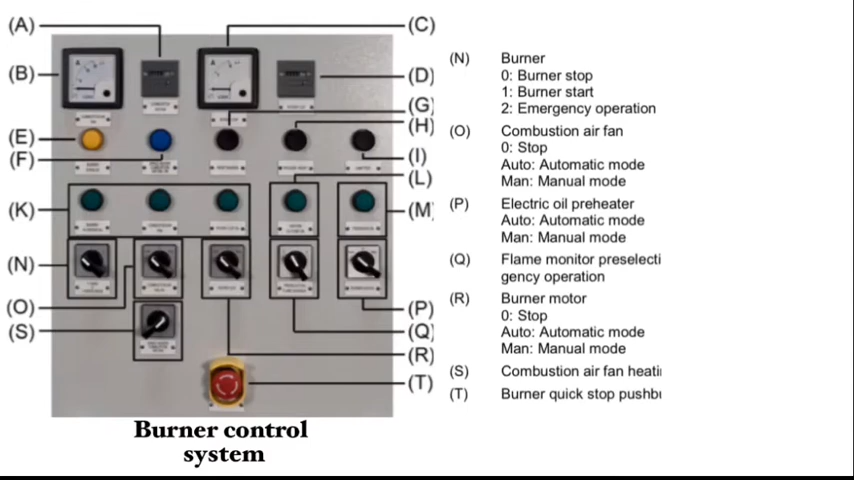 (A)
(C)
(B)
(D)
(G)
(H)
(E)
(F)
(I)
(L)
(K)
(M)
(N)
(O)
(P)
(S)
(Q)
(R)
(T)
Burner control
system
(N) Burner
0: Burner stop
1: Burner start
2: Emergency operation
(O) Combustion air fan
0: Stop
Auto: Automatic mode
Man: Manual mode
(P) Electric oil preheater
Auto: Automatic mode
Man: Manual mode
(Q) Flame monitor preselecti
gency operation
(R) Burner motor
0: Stop
Auto: Automatic mode
Man: Manual mode
(S) Combustion air fan heati
(T) Burner quick stop pushb